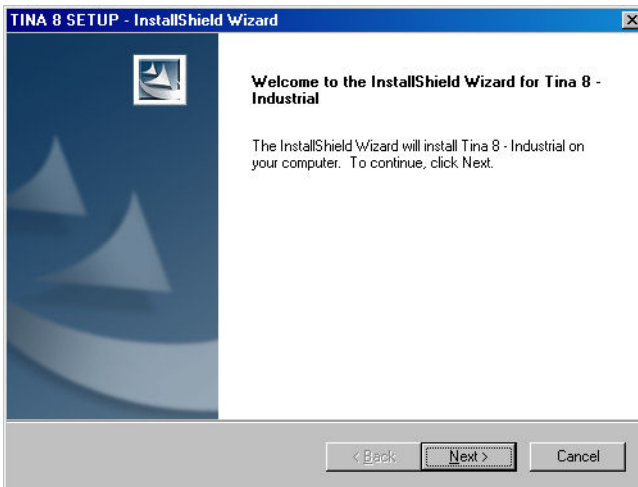 TINA 8 SETUP - InstallShield Wizard
Welcome to the InstallShield Wizard for Tina 8 -
Industrial
The InstallShield Wizard will install Tina 8 - Industrial on
your computer. To continue, click Next.
< Back
Next >
Cancel